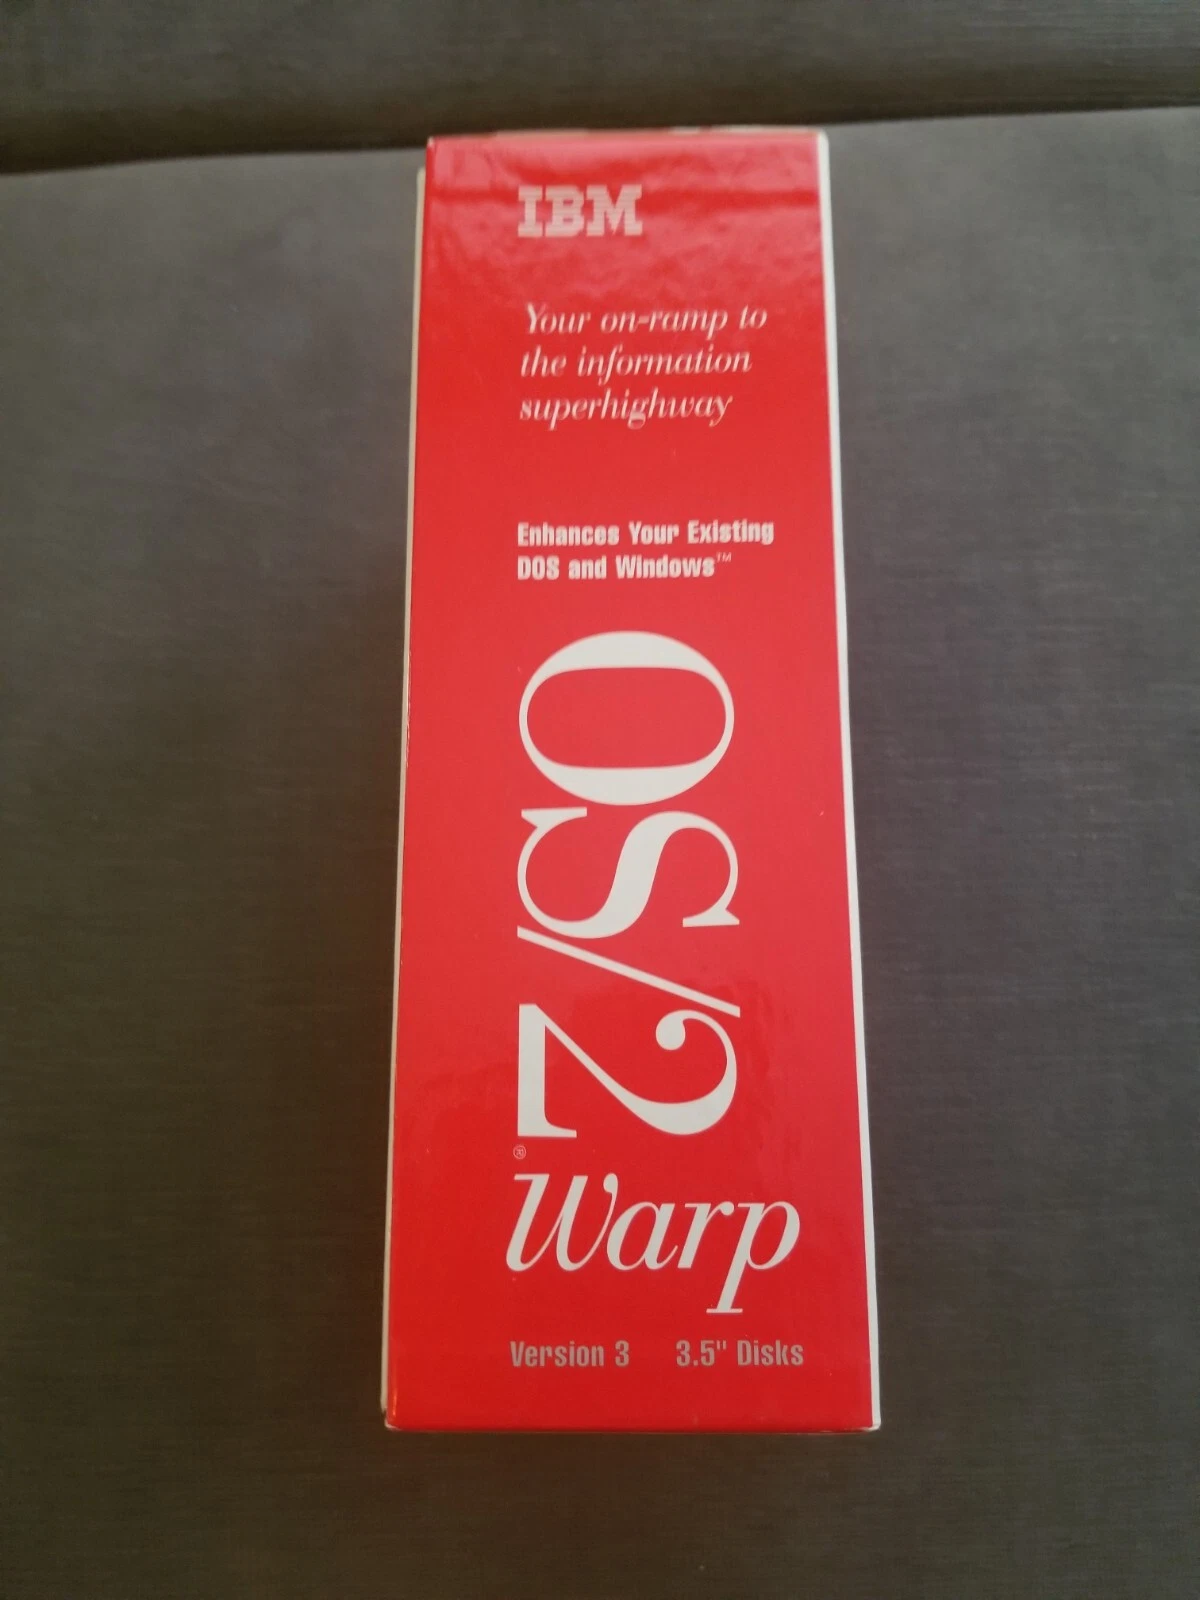 IBM
Your on-ramp to
the information
superhighway
Enhances Your Existing
DOS and Windows™
OS/2®
Warp
Version 3 3.5" Disks